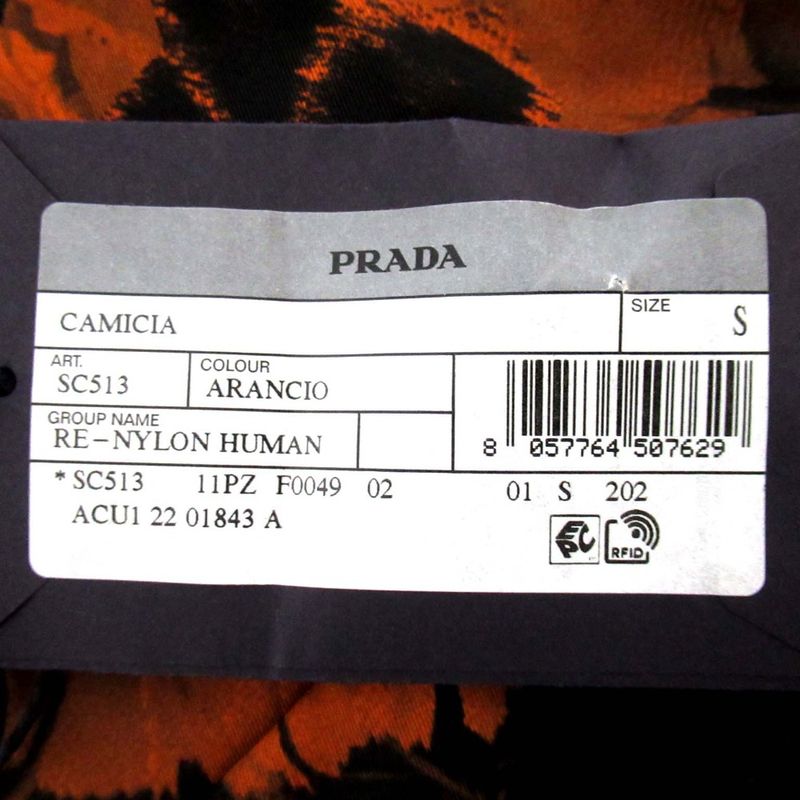 PRADA
CAMICIA
SIZE
S
ART.
SC513
COLOUR
ARANCIO
GROUP NAME
RE-NYLON HUMAN
8 057764 507629
*SC513 11PZ F0049 02 01 S 202
ACU1 22 01843 A
EPC
RFID